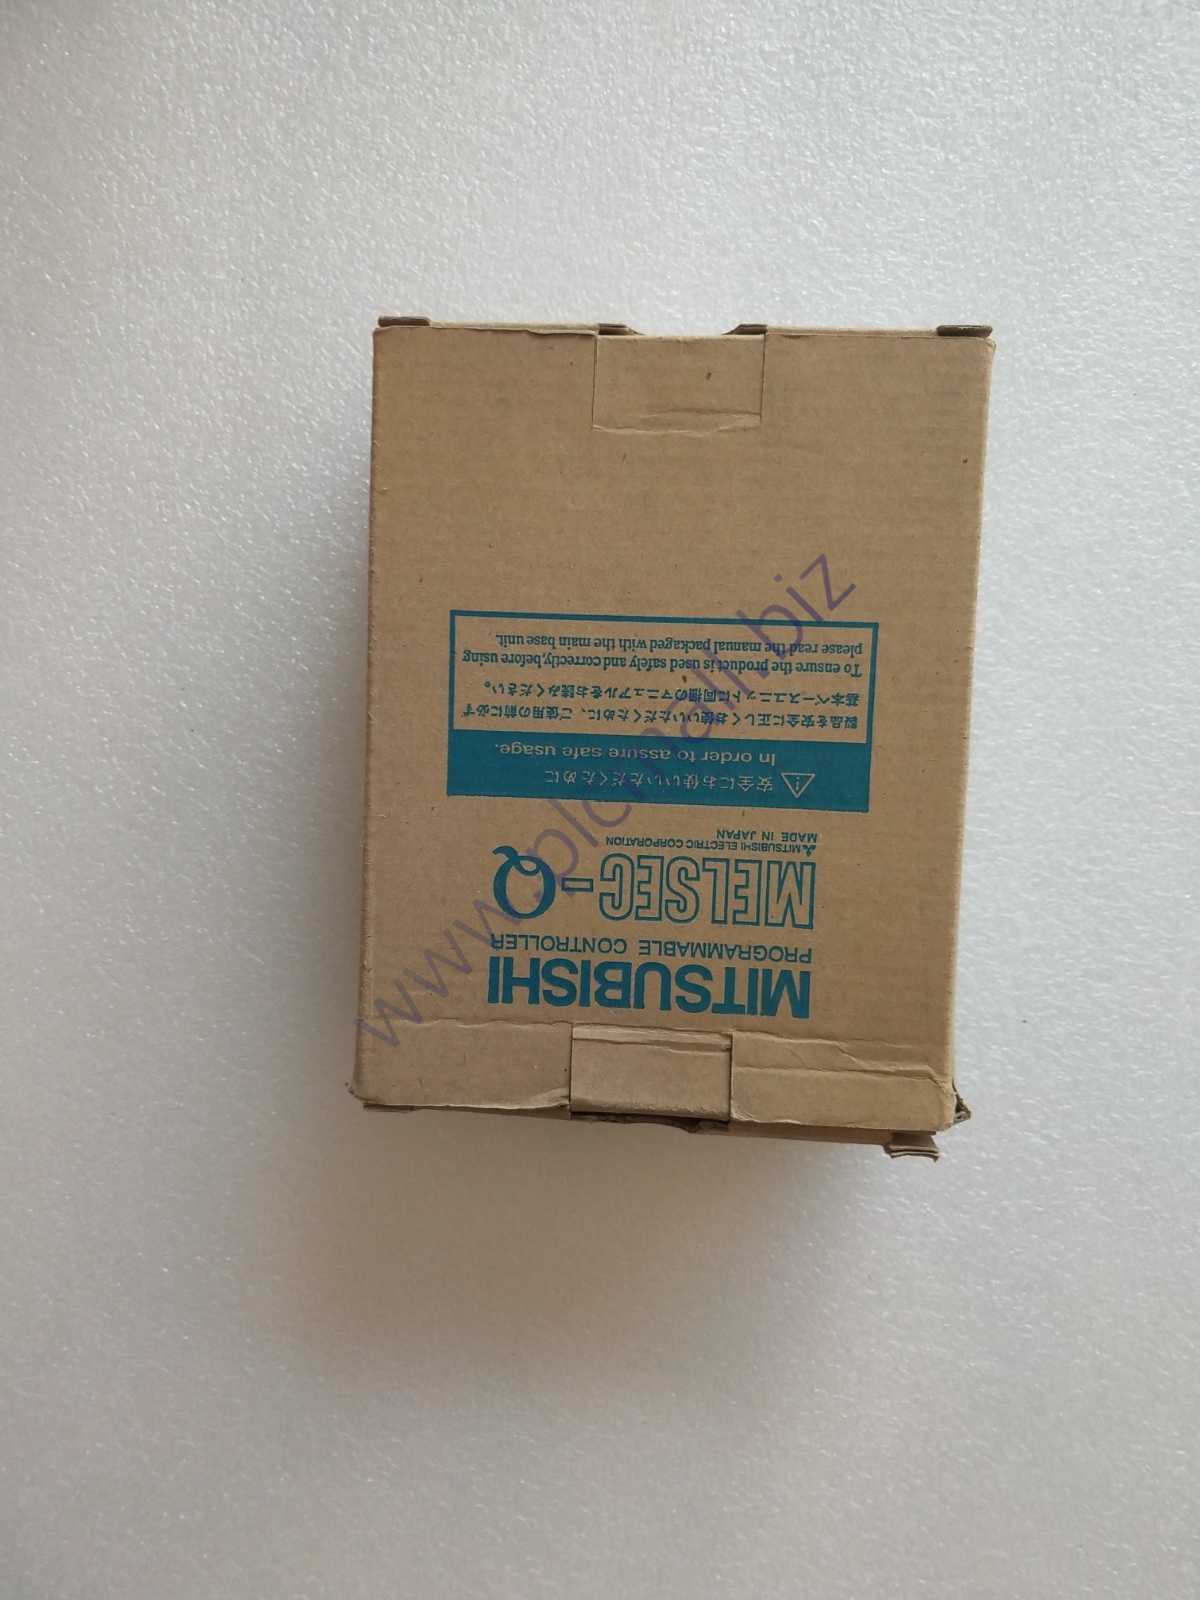 MITSUBISHI
PROGRAMMABLE CONTROLLER
MELSEC-Q
MITSUBISHI ELECTRIC CORPORATION
MADE IN JAPAN
安全にお使いいただくために
In order to assure safe usage.
製品を安全に正しくお使いいただくために、ご使用の前に必ず
基本ベースユニットに同梱のマニュアルをお読みください。
To ensure the product is used safely and correctly, before using
please read the manual packaged with the main base unit.
www.plcmall.biz